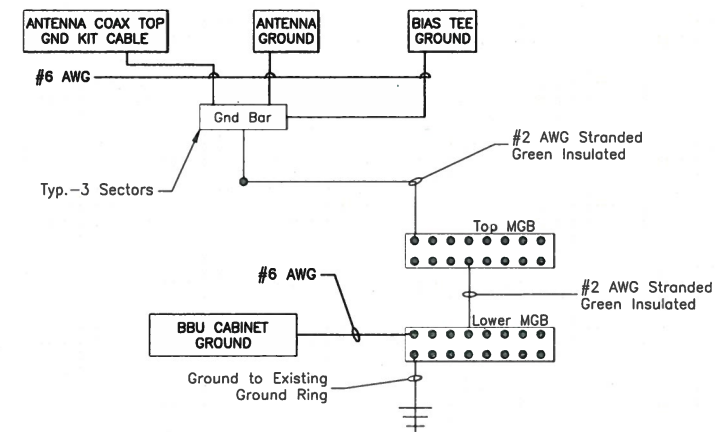 ANTENNA COAX TOP
GND KIT CABLE
ANTENNA
GROUND
BIAS TEE
GROUND
#6 AWG
Gnd Bar
#2 AWG Stranded
Green Insulated
Typ.-3 Sectors
Top MGB
#6 AWG
#2 AWG Stranded
Green Insulated
Lower MGB
BBU CABINET
GROUND
Ground to Existing
Ground Ring